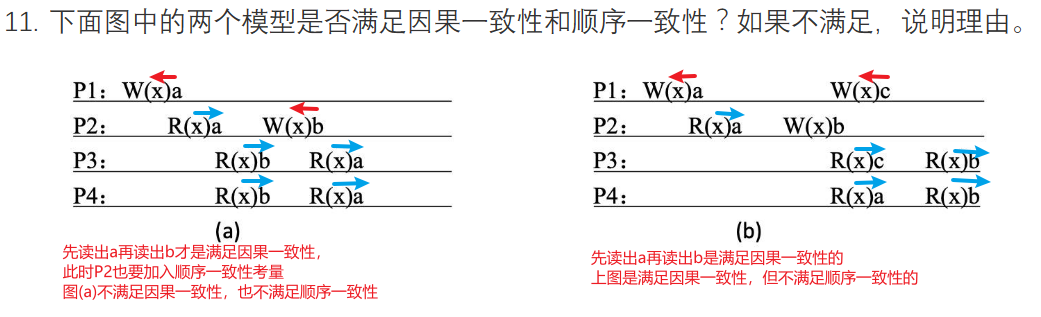 11. 下面图中的两个模型是否满足因果一致性和顺序一致性？如果不满足，说明理由。
P1: W(x)a
P2: R(x)a W(x)b
P3: R(x)b R(x)a
P4: R(x)b R(x)a
(a)
先读出a再读出b才是满足因果一致性，
此时P2也要加入顺序一致性考量
图(a)不满足因果一致性，也不满足顺序一致性
P1: W(x)a W(x)c
P2: R(x)a W(x)b
P3: R(x)c R(x)b
P4: R(x)a R(x)b
(b)
先读出a再读出b是满足因果一致性的
上图是满足因果一致性，但不满足顺序一致性的